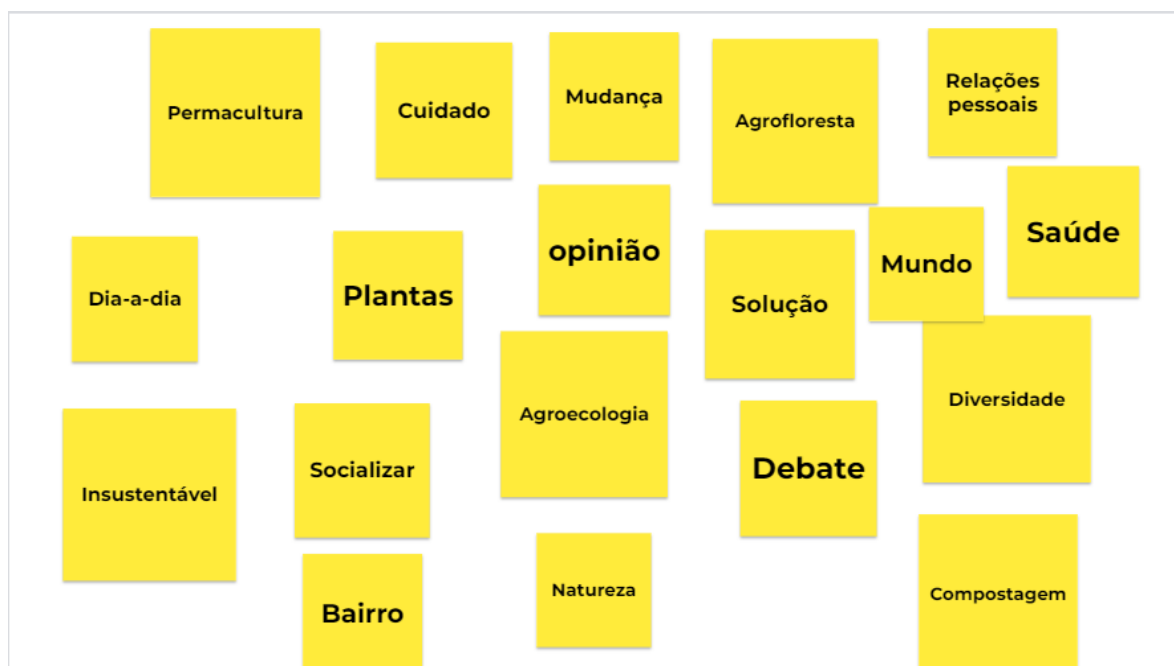 Permacultura
Cuidado
Mudança
Agrofloresta
Relações
pessoais
Dia-a-dia
Plantas
opinião
Solução
Mundo
Saúde
Insustentável
Socializar
Agroecologia
Debate
Diversidade
Bairro
Natureza
Compostagem